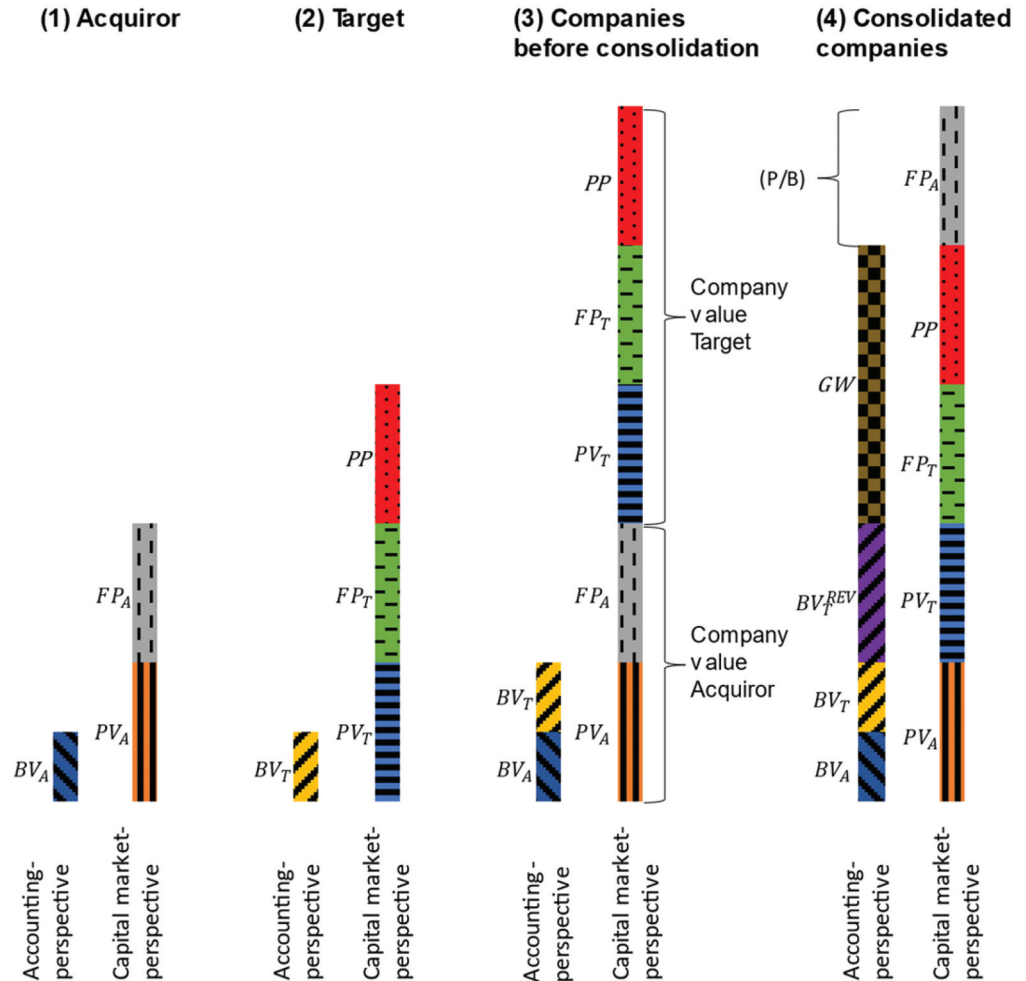 (1) Acquiror
(2) Target
(3) Companies
before consolidation
(4) Consolidated
companies
FP_A
PV_A
BV_A
PP
FP_T
PV_T
BV_T
PP
FP_T
PV_T
FP_A
PV_A
BV_T
BV_A
Company
value
Target
Company
value
Acquiror
(P/B)
GW
BV_T^REV
BV_T
BV_A
FP_A
PP
FP_T
PV_T
PV_A
Accounting-
perspective
Capital market-
perspective
Accounting-
perspective
Capital market-
perspective
Accounting-
perspective
Capital market-
perspective
Accounting-
perspective
Capital market-
perspective